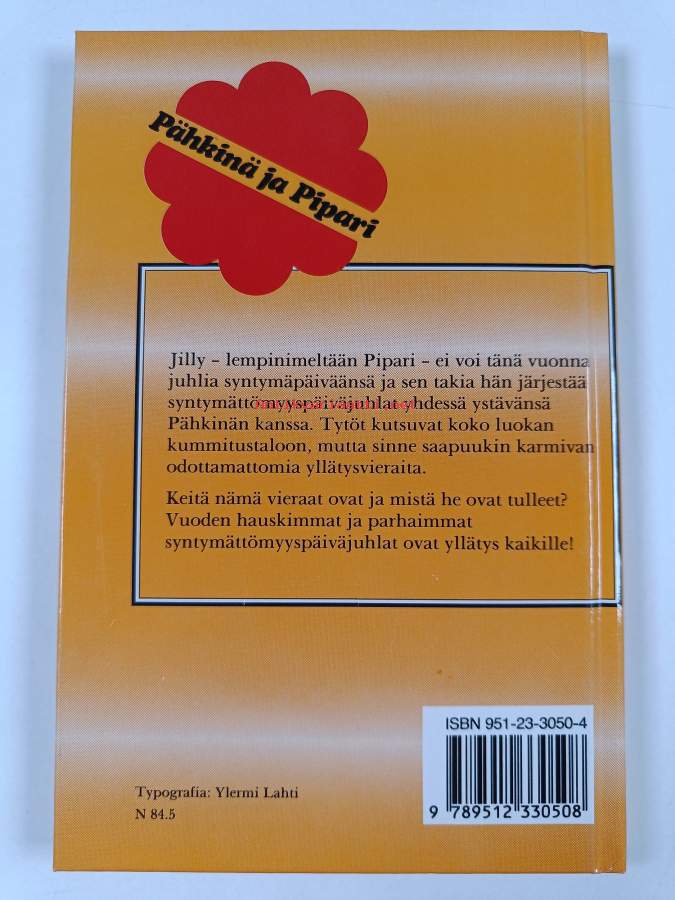 Pähkinä ja Pipari
Jilly – lempinimeltään Pipari – ei voi tänä vuonna
juhlia syntymäpäiväänsä ja sen takia hän järjestää
syntymättömyyspäiväjuhlat yhdessä ystävänsä
Pähkinän kanssa. Tytöt kutsuvat koko luokan
kummitustaloon, mutta sinne saapuukin karmivan
odottamattomia yllätysvieraita.
Keitä nämä vieraat ovat ja mistä he ovat tulleet?
Vuoden hauskimmat ja parhaimmat
syntymättömyyspäiväjuhlat ovat yllätys kaikille!
ISBN 951-23-3050-4
9 789512 330508
Typografia: Ylermi Lahti
N 84.5